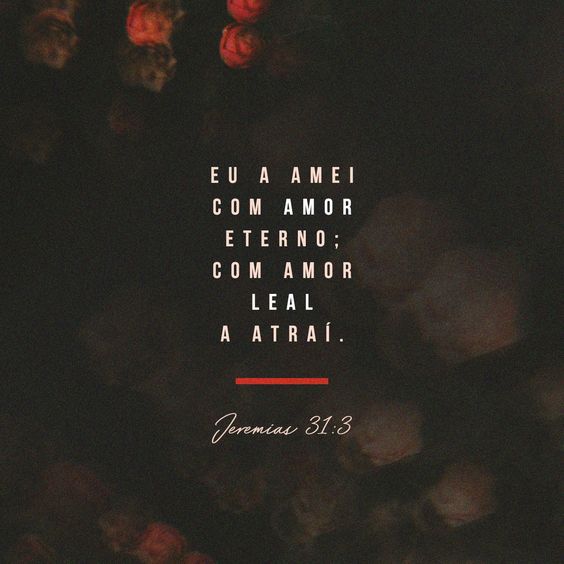 EU A AMEI
COM AMOR
ETERNO;
COM AMOR
LEAL
A ATRAÍ.
Jeremias 31:3